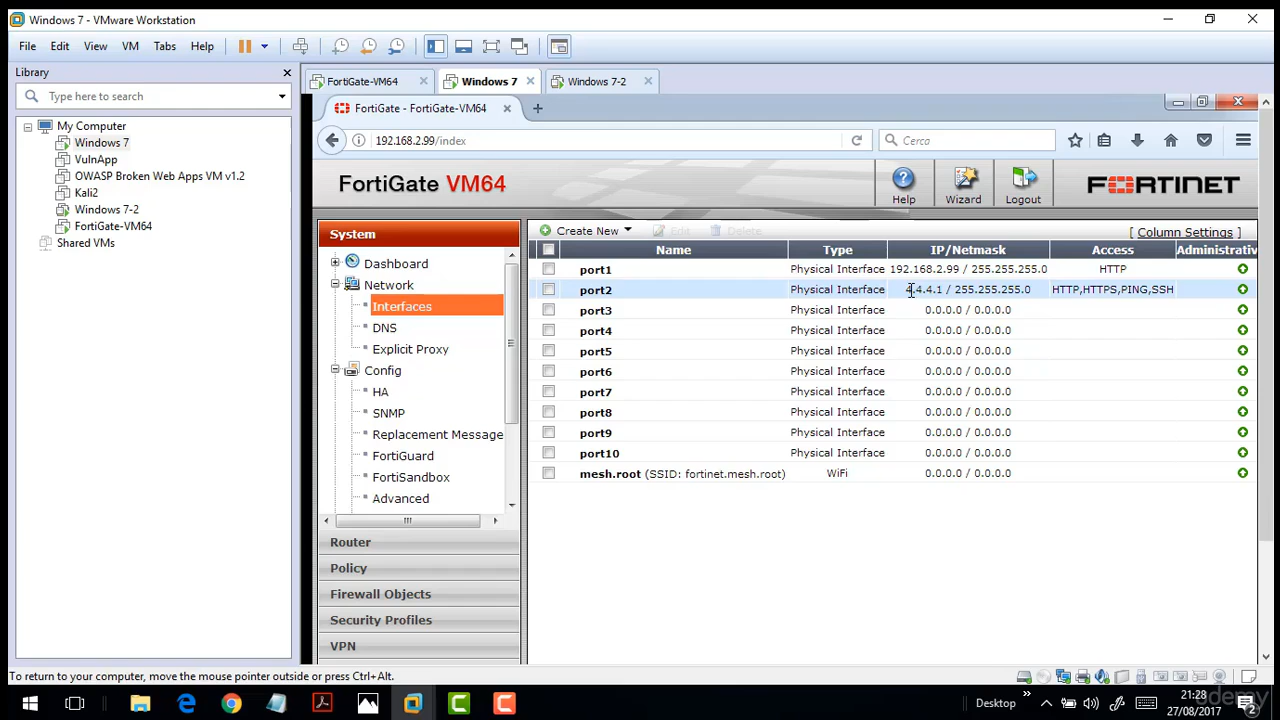 Windows 7 - VMware Workstation
File Edit View VM Tabs Help
Library
Type here to search
My Computer
Windows 7
VulnApp
OWASP Broken Web Apps VM v1.2
Kali2
Windows 7-2
FortiGate-VM64
Shared VMs
FortiGate-VM64 Windows 7 Windows 7-2
FortiGate - FortiGate-VM64
192.168.2.99/index
Cerca
FortiGate VM64
Help Wizard Logout
FORTINET
System
Dashboard
Network
Interfaces
DNS
Explicit Proxy
Config
HA
SNMP
Replacement Message
FortiGuard
FortiSandbox
Advanced
Router
Policy
Firewall Objects
Security Profiles
VPN
Create New Edit Delete [ Column Settings ]
Name Type IP/Netmask Access Administrativ
port1 Physical Interface 192.168.2.99 / 255.255.255.0 HTTP
port2 Physical Interface 4.4.4.1 / 255.255.255.0 HTTP,HTTPS,PING,SSH
port3 Physical Interface 0.0.0.0 / 0.0.0.0
port4 Physical Interface 0.0.0.0 / 0.0.0.0
port5 Physical Interface 0.0.0.0 / 0.0.0.0
port6 Physical Interface 0.0.0.0 / 0.0.0.0
port7 Physical Interface 0.0.0.0 / 0.0.0.0
port8 Physical Interface 0.0.0.0 / 0.0.0.0
port9 Physical Interface 0.0.0.0 / 0.0.0.0
port10 Physical Interface 0.0.0.0 / 0.0.0.0
mesh.root (SSID: fortinet.mesh.root) WiFi 0.0.0.0 / 0.0.0.0
To return to your computer, move the mouse pointer outside or press Ctrl+Alt.
Desktop
21:28
27/08/2017
2
udemy